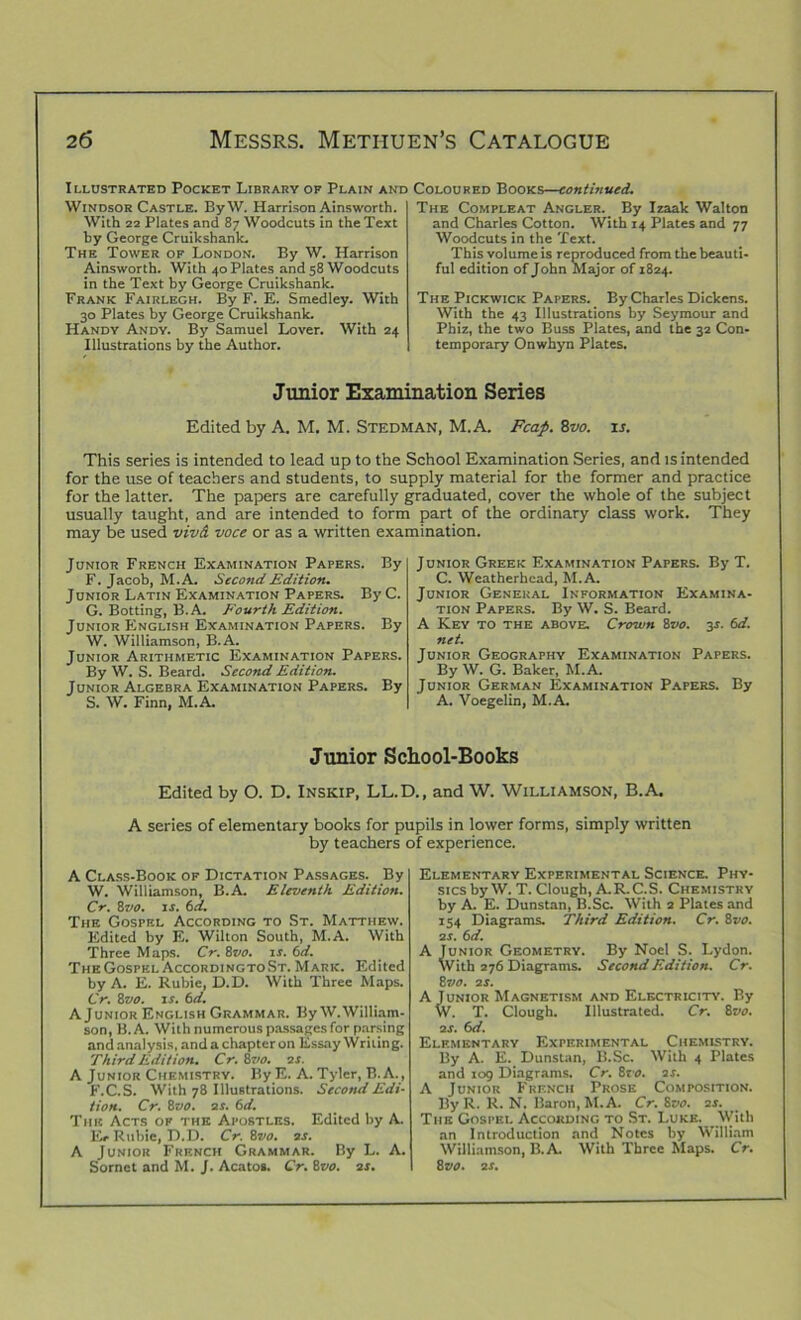 26 Messrs. Methuen's Catalogue
Illustrated Pocket Library of Plain and Coloured Books—continued.
Windsor Castle. By W. Harrison Ainsworth.
With 22 Plates and 87 Woodcuts in the Text
by George Cruikshank.
The Tower of London. By W. Harrison
Ainsworth. With 40 Plates and 58 Woodcuts
in the Text by George Cruikshank.
Frank Fairlegh. By F. E. Smedley. With
30 Plates by George Cruikshank.
Handy Andy. By Samuel Lover. With 24
Illustrations by the Author.
The Compleat Angler. By Izaak Walton
and Charles Cotton. With 14 Plates and 77
Woodcuts in the Text.
This volume is reproduced from the beauti-
ful edition of John Major of 1824.
The Pickwick Papers. By Charles Dickens.
With the 43 Illustrations by Seymour and
Phiz, the two Buss Plates, and the 32 Con-
temporary Onwhyn Plates.
Junior Examination Series
Edited by A. M. M. Stedman, M.A. Fcap. 8vo. 1s.
This series is intended to lead up to the School Examination Series, and is intended
for the use of teachers and students, to supply material for the former and practice
for the latter. The papers are carefully graduated, cover the whole of the subject
usually taught, and are intended to form part of the ordinary class work. They
may be used vivâ voce or as a written examination.
Junior French Examination Papers. By
F. Jacob, M.A. Second Edition.
Junior Latin Examination Papers. By C.
G. Botting, B.A. Fourth Edition.
Junior English Examination Papers. By
W. Williamson, B.A.
Junior Arithmetic Examination Papers.
By W. S. Beard. Second Edition.
Junior Algebra Examination Papers. By
S. W. Finn, M.A.
Junior Greek Examination Papers. By T.
C. Weatherhead, M.A.
Junior General Information Examina-
tion Papers. By W. S. Beard.
A Key to the above. Crown 8vo. 3s. 6d.
net.
Junior Geography Examination Papers.
By W. G. Baker, M.A.
Junior German Examination Papers. By
A. Voegelin, M.A.
Junior School-Books
Edited by O. D. Inskip, LL.D., and W. Williamson, B.A.
A series of elementary books for pupils in lower forms, simply written
by teachers of experience.
A Class-Book of Dictation Passages. By
W. Williamson, B.A. Eleventh Edition.
Cr. 8vo. 1s. 6d.
The Gospel According to St. Matthew.
Edited by E. Wilton South, M.A. With
Three Maps. Cr. 8vo. 1s. 6d.
The Gospel According to St. Mark. Edited
by A. E. Rubie, D.D. With Three Maps.
Cr. 8vo. 1s. 6d.
A Junior English Grammar. By W. William-
son, B.A. With numerous passages for parsing
and analysis, and a chapter on Essay Writing.
Third Edition. Cr. 8vo. 2s.
A Junior Chemistry. By E. A. Tyler, B.A.,
F.C.S. With 78 Illustrations. Second Edi-
tion. Cr. 8vo. 2s. 6d.
The Acts of the Apostles. Edited by A.
E. Rubie, D.D. Cr. 8vo. 2s.
A Junior French Grammar. By L. A.
Sornet and M. J. Acatos. Cr. 8vo. 2s.
Elementary Experimental Science. Phy-
sics by W. T. Clough, A.R.C.S. Chemistry
by A. E. Dunstan, B.Sc. With 2 Plates and
154 Diagrams. Third Edition. Cr. 8vo.
2s. 6d.
A Junior Geometry. By Noel S. Lydon.
With 276 Diagrams. Second Edition. Cr.
8vo. 2s.
A Junior Magnetism and Electricity. By
W. T. Clough. Illustrated. Cr. 8vo.
2s. 6d.
Elementary Experimental Chemistry.
By A. E. Dunstan, B.Sc. With 4 Plates
and 109 Diagrams. Cr. 8vo. 2s.
A Junior French Prose Composition.
By R. R. N. Baron, M.A. Cr. 8vo. 2s.
The Gospel According to St. Luke. With
an Introduction and Notes by William
Williamson, B.A. With Three Maps. Cr.
8vo. 2s.